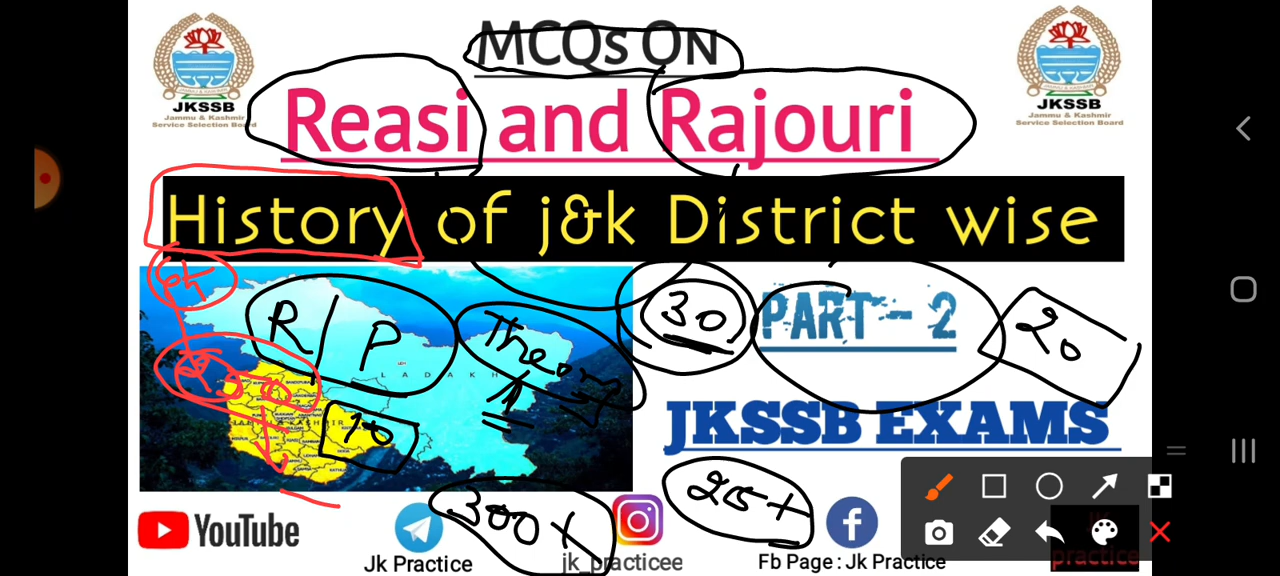 MCQs ON
JKSSB
Jammu & Kashmir
Service Selection Board
JKSSB
Jammu & Kashmir
Service Selection Board
Reasi and Rajouri
History of j&k District wise
R/P
Theory
30
PART - 2
20
LADAKH
10
JKSSB EXAMS
300+
25+
YouTube
Jk Practice
jk_practicee
Fb Page : Jk Practice
practice